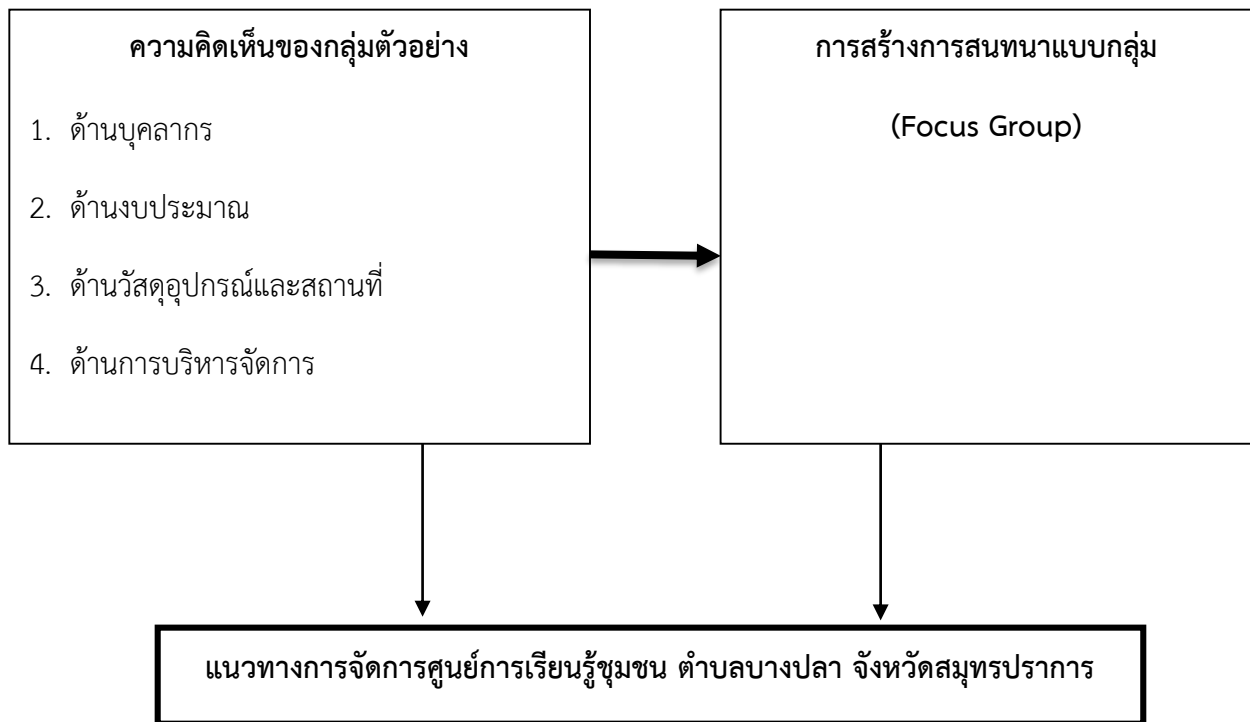 ความคิดเห็นของกลุ่มตัวอย่าง
1. ด้านบุคลากร
2. ด้านงบประมาณ
3. ด้านวัสดุอุปกรณ์และสถานที่
4. ด้านการบริหารจัดการ
การสร้างการสนทนาแบบกลุ่ม
(Focus Group)
แนวทางการจัดการศูนย์การเรียนรู้ชุมชน ตำบลบางปลา จังหวัดสมุทรปราการ